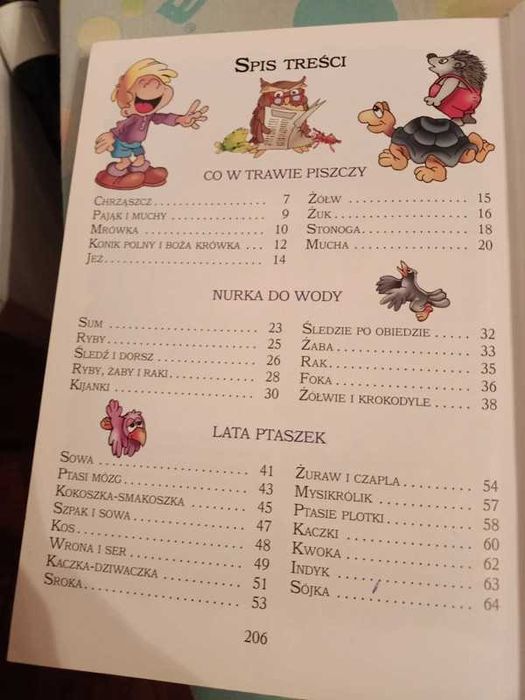 Spis treści
Co w trawie piszczy
Chrząszcz 7
Pająk i muchy 9
Mrówka 10
Konik polny i boża krówka 12
Jeż 14
Żółw 15
Żuk 16
Stonoga 18
Mucha 20
Nurka do wody
Sum 23
Ryby 25
Śledź i dorsz 26
Ryby, żaby i raki 28
Kijanki 30
Śledzie po obiedzie 32
Żaba 33
Rak 35
Foka 36
Żółwie i krokodyle 38
Lata ptaszek
Sowa 41
Ptasi mózg 43
Kokoszka-smakoszka 45
Szpak i sowa 47
Kos 48
Wrona i ser 49
Kaczka-dziwaczka 51
Sroka 53
Żuraw i czapla 54
Mysikrólik 57
Ptasie plotki 58
Kaczki 60
Kwoka 62
Indyk 63
Sójka 64
206